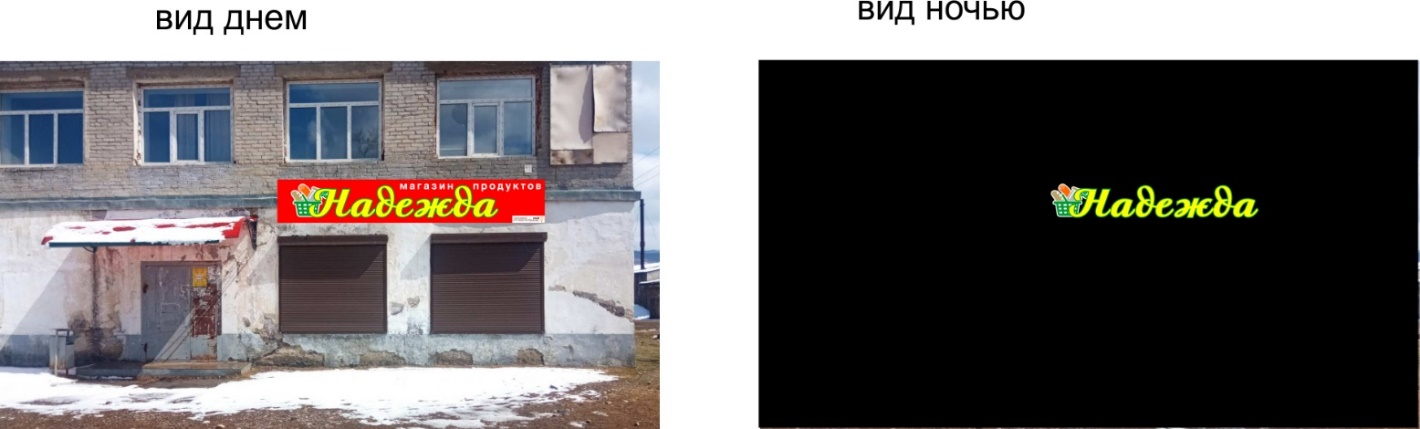 вид днем
вид ночью
магазин продуктов
Надежда
Надежда